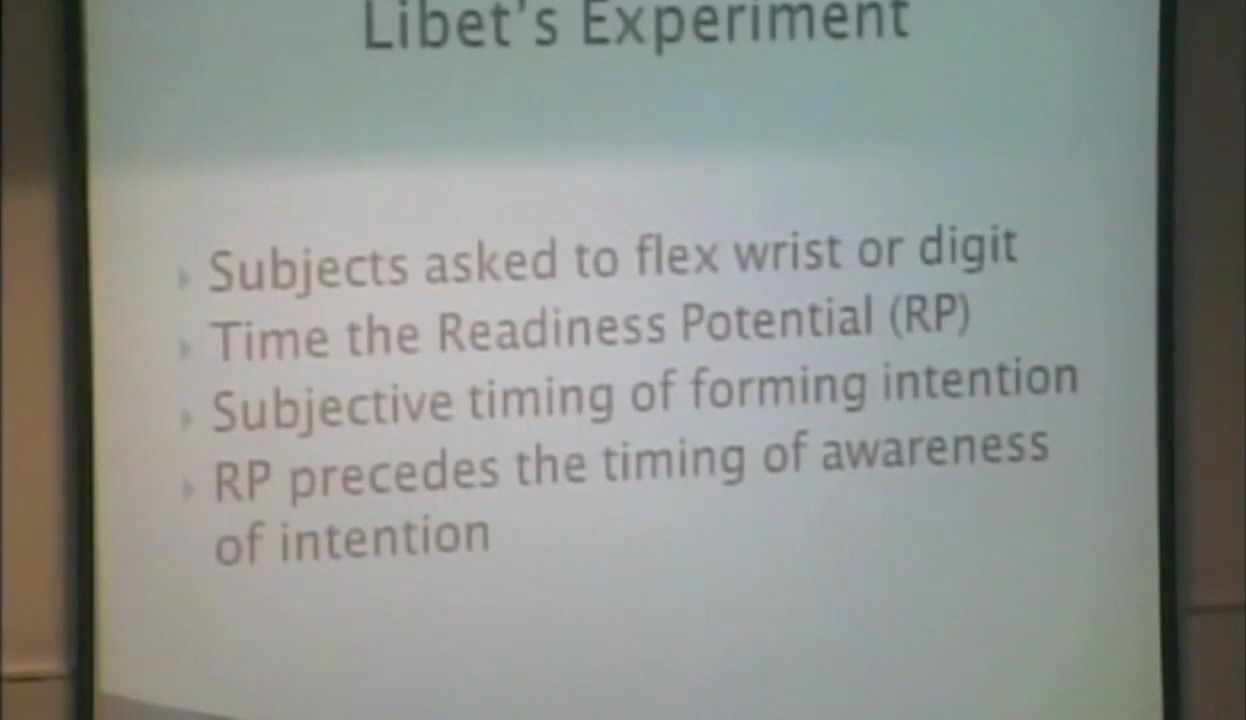 Libet's Experiment
Subjects asked to flex wrist or digit
Time the Readiness Potential (RP)
Subjective timing of forming intention
RP precedes the timing of awareness
of intention